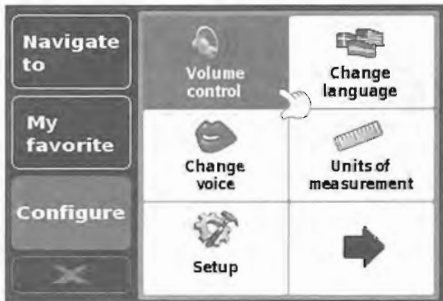 Navigate
to
My
favorite
Configure
Volume
control
Change
language
Change
voice
Units of
measurement
Setup